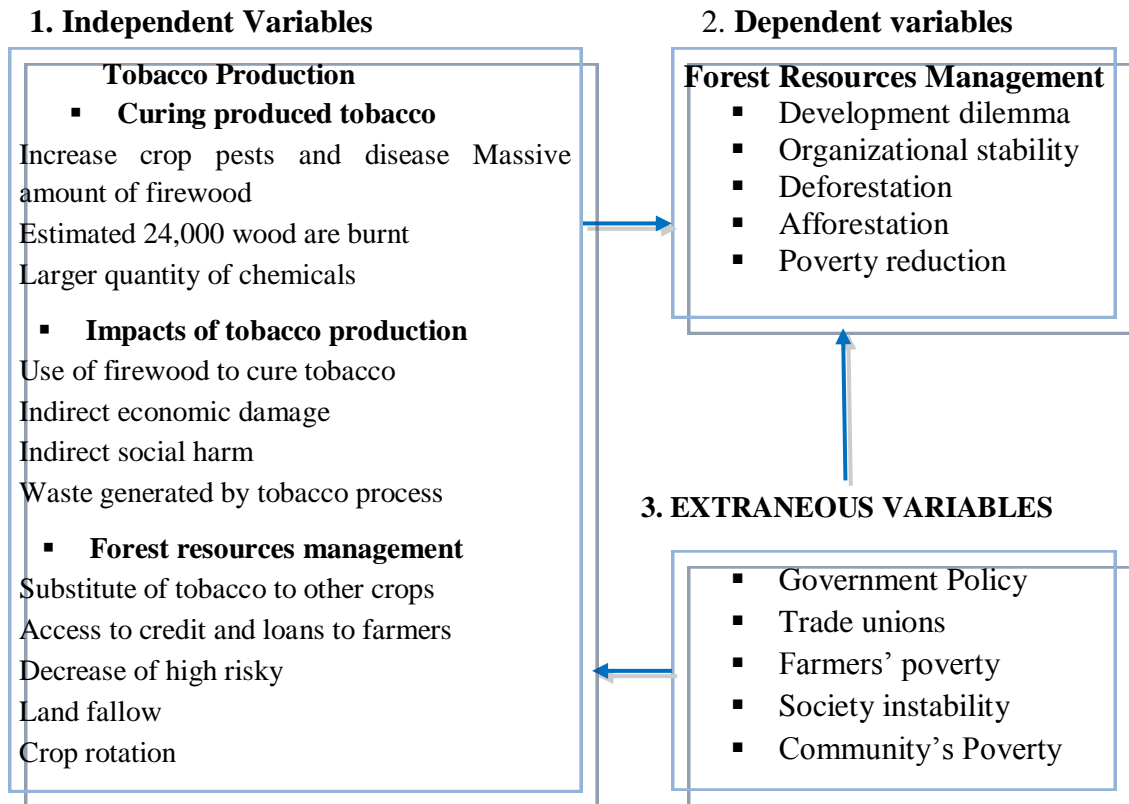 1. Independent Variables
Tobacco Production
▪ Curing produced tobacco
Increase crop pests and disease Massive
amount of firewood
Estimated 24,000 wood are burnt
Larger quantity of chemicals
▪ Impacts of tobacco production
Use of firewood to cure tobacco
Indirect economic damage
Indirect social harm
Waste generated by tobacco process
▪ Forest resources management
Substitute of tobacco to other crops
Access to credit and loans to farmers
Decrease of high risky
Land fallow
Crop rotation
2. Dependent variables
Forest Resources Management
▪ Development dilemma
▪ Organizational stability
▪ Deforestation
▪ Afforestation
▪ Poverty reduction
3. EXTRANEOUS VARIABLES
▪ Government Policy
▪ Trade unions
▪ Farmers’ poverty
▪ Society instability
▪ Community’s Poverty